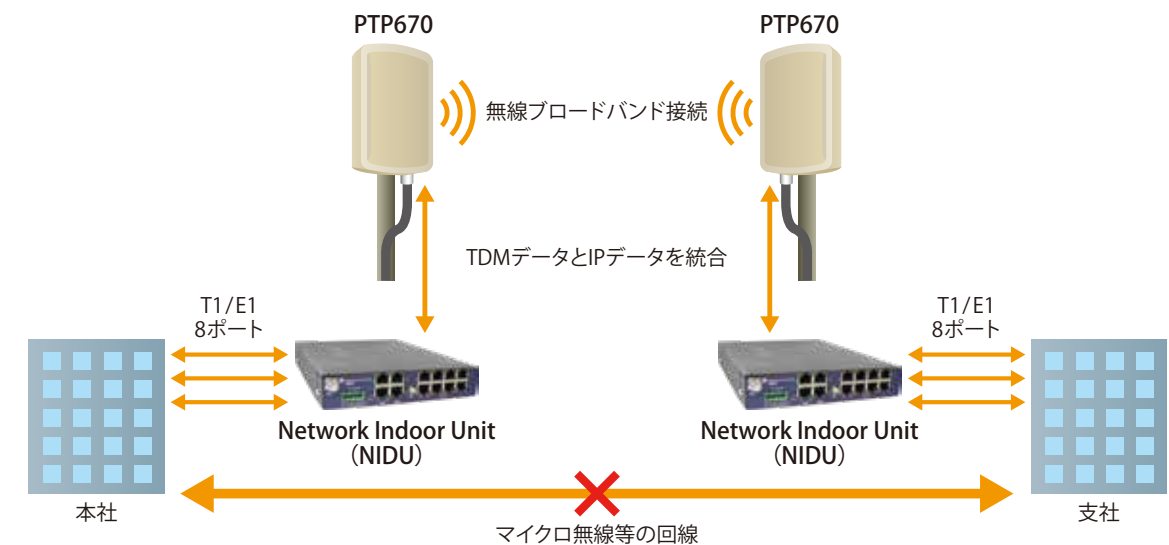 PTP670
PTP670
無線ブロードバンド接続
TDMデータとIPデータを統合
T1/E1
8ポート
T1/E1
8ポート
Network Indoor Unit
（NIDU）
Network Indoor Unit
（NIDU）
本社
支社
マイクロ無線等の回線